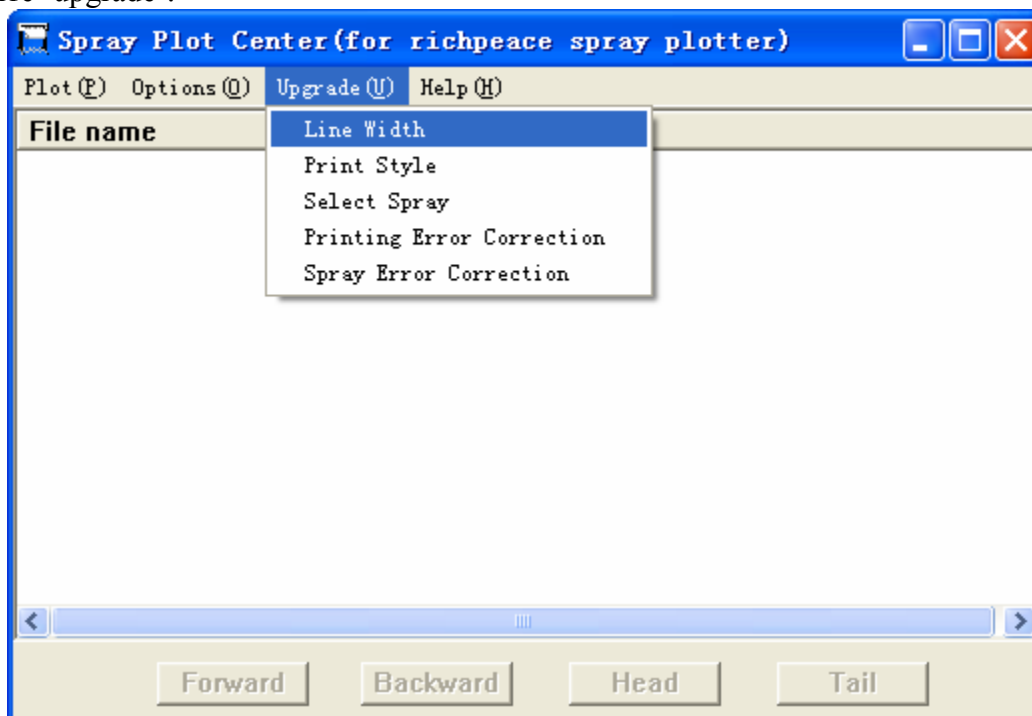 "upgrade".
Spray Plot Center(for richpeace spray plotter)
Plot(P) Options(O) Upgrade(U) Help(H)
File name
Line Width
Print Style
Select Spray
Printing Error Correction
Spray Error Correction
Forward Backward Head Tail